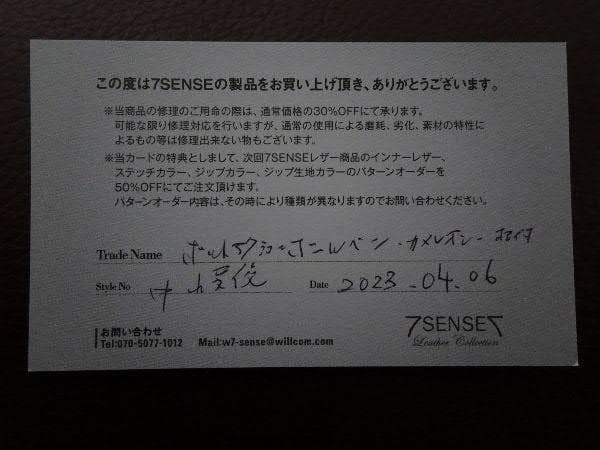 この度は7SENSEの製品をお買い上げ頂き、ありがとうございます。
※当商品の修理のご用命の際は、通常価格の30%OFFにて承ります。
可能な限り修理対応を行いますが、通常の使用による磨耗、劣化、素材の特性に
よるもの等は修理出来ない物もございます。
※当カードの特典としまして、次回7SENSEレザー商品のインナーレザー、
ステッチカラー、ジップカラー、ジップ生地カラーのパターンオーダーを
50%OFFにてご注文頂けます。
パターンオーダー内容は、その時により種類が異なりますのでお問い合わせください。
Trade Name カメレオン
Style No
Date 2023.04.06
お問い合わせ
Tel:070-5077-1012 Mail:w7-sense@willcom.com
7SENSE7
Leather Collection